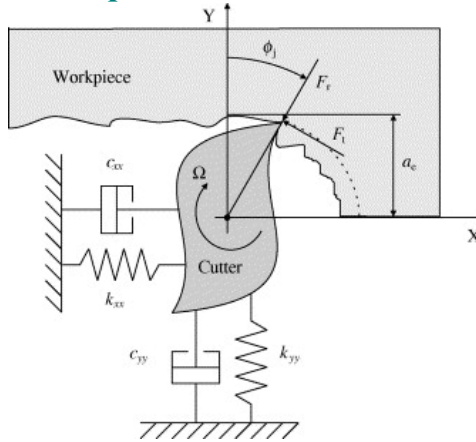 Y
ϕj
Workpiece
Fr
Ft
cxx
ae
Ω
X
Cutter
kxx
cyy
kyy